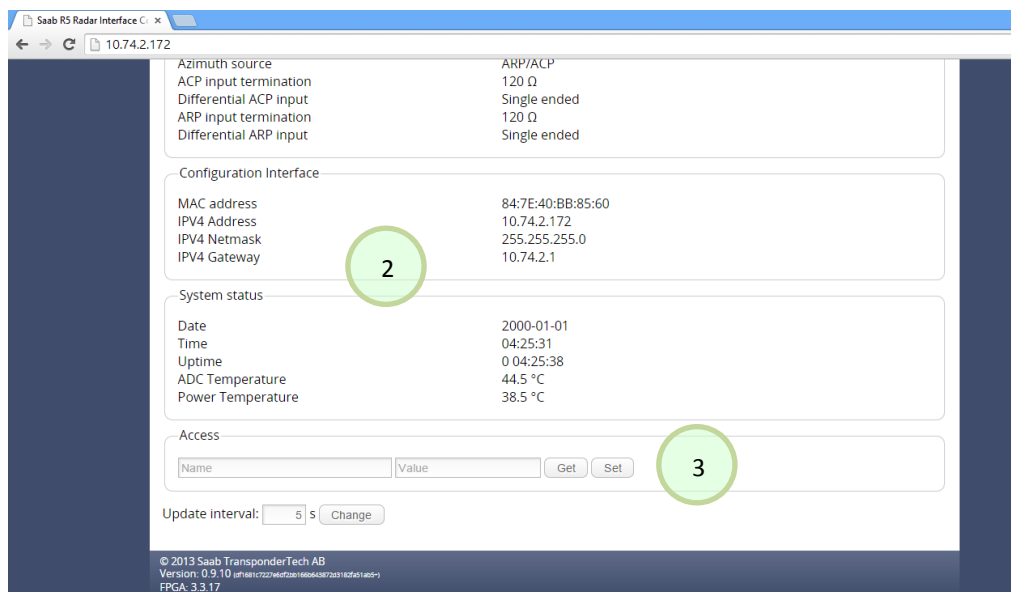 Saab R5 Radar Interface Co
10.74.2.172
Azimuth source ARP/ACP
ACP input termination 120 Ω
Differential ACP input Single ended
ARP input termination 120 Ω
Differential ARP input Single ended
Configuration Interface
MAC address 84:7E:40:BB:85:60
IPV4 Address 10.74.2.172
IPV4 Netmask 255.255.255.0
IPV4 Gateway 10.74.2.1
2
System status
Date 2000-01-01
Time 04:25:31
Uptime 0 04:25:38
ADC Temperature 44.5 °C
Power Temperature 38.5 °C
Access
Name Value Get Set 3
Update interval: 5 s Change
© 2013 Saab TransponderTech AB
Version: 0.9.10
FPGA: 3.3.17